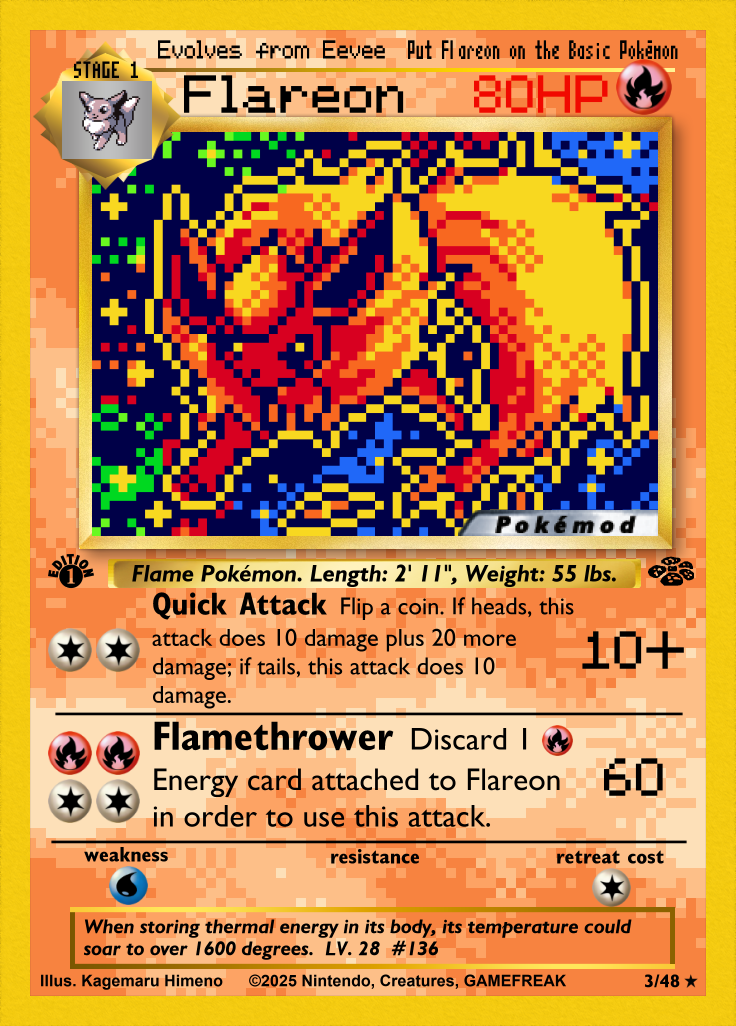 Evolves from Eevee Put Flareon on the Basic Pokémon
STAGE 1
Flareon 80HP
Pokémod
EDITION
1
Flame Pokémon. Length: 2' 11", Weight: 55 lbs.
Quick Attack Flip a coin. If heads, this
attack does 10 damage plus 20 more
damage; if tails, this attack does 10
damage.
10+
Flamethrower Discard 1
Energy card attached to Flareon
in order to use this attack.
60
weakness resistance retreat cost
When storing thermal energy in its body, its temperature could
soar to over 1600 degrees. LV. 28 #136
Illus. Kagemaru Himeno ©2025 Nintendo, Creatures, GAMEFREAK 3/48 ★